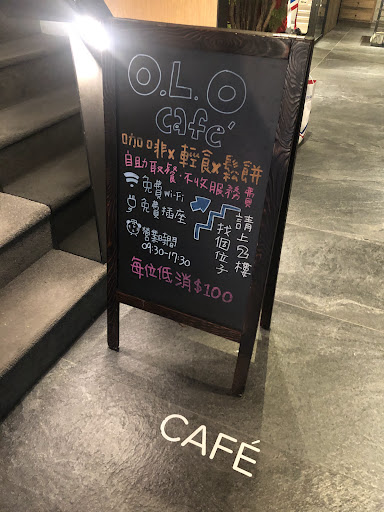 O.L.O
café
咖啡x輕食x鬆餅
自助取餐·不收服務費
免費Wi-Fi
免費插座
營業時間
09:30-17:30
請上2樓
找個位子
每位低消$100
CAFÉ